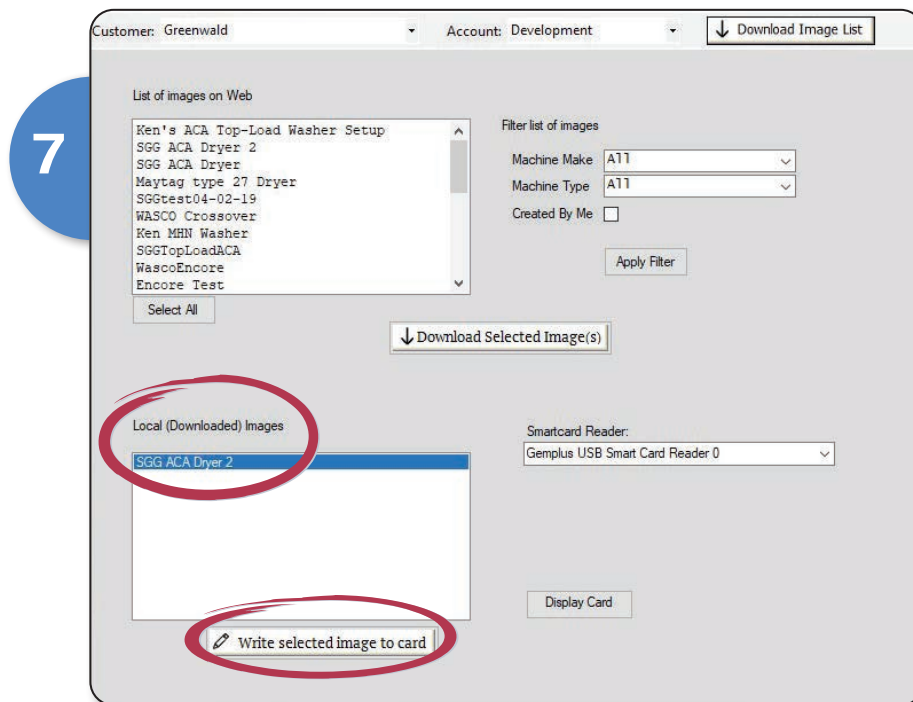 Customer: Greenwald Account: Development ↓ Download Image List
7
List of images on Web
Ken's ACA Top-Load Washer Setup
SGG ACA Dryer 2
SGG ACA Dryer
Maytag type 27 Dryer
SGGtest04-02-19
WASCO Crossover
Ken MHN Washer
SGGTopLoadACA
WascoEncore
Encore Test
Select All
Filter list of images
Machine Make All
Machine Type All
Created By Me
Apply Filter
↓ Download Selected Image(s)
Local (Downloaded) Images
SGG ACA Dryer 2
Write selected image to card
Smartcard Reader:
Gemplus USB Smart Card Reader 0
Display Card